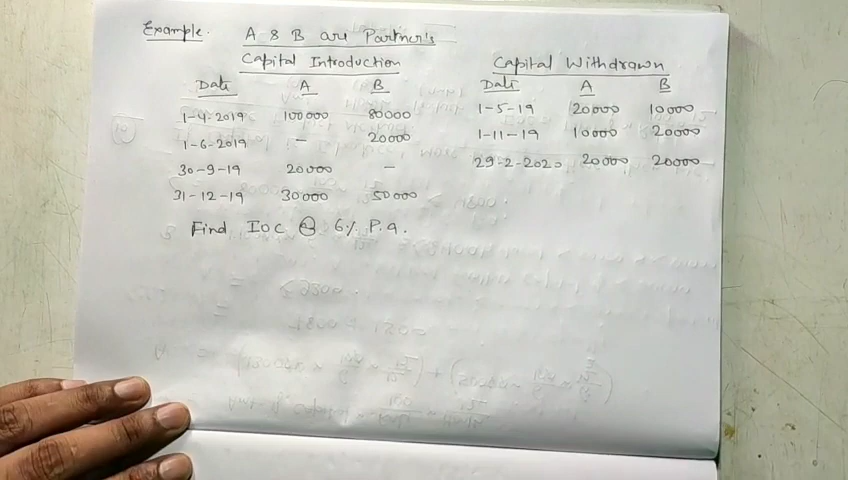 Example. A & B are Partner's
Capital Introduction
Date A B
1-4-2019 100000 80000
1-6-2019 - 20000
30-9-19 20000 -
31-12-19 30000 50000
Capital Withdrawn
Date A B
1-5-19 20000 10000
1-11-19 10000 20000
29-2-2020 20000 20000
Find IOC @ 6% P.a.